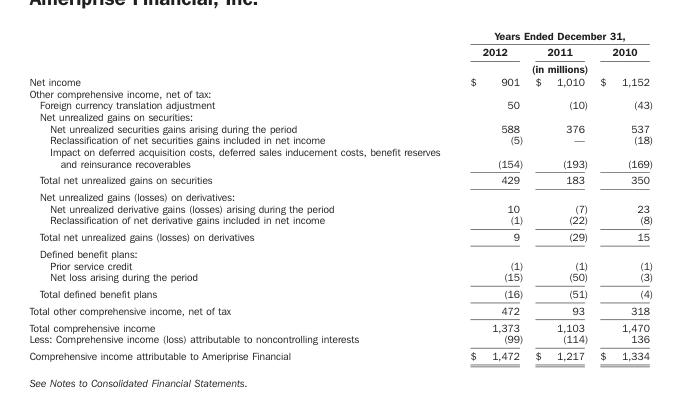 Ameriprise Financial, Inc.
Years Ended December 31,
2012 2011 2010
(in millions)
Net income $ 901 $ 1,010 $ 1,152
Other comprehensive income, net of tax:
Foreign currency translation adjustment 50 (10) (43)
Net unrealized gains on securities:
Net unrealized securities gains arising during the period 588 376 537
Reclassification of net securities gains included in net income (5) — (18)
Impact on deferred acquisition costs, deferred sales inducement costs, benefit reserves
and reinsurance recoverables (154) (193) (169)
Total net unrealized gains on securities 429 183 350
Net unrealized gains (losses) on derivatives:
Net unrealized derivative gains (losses) arising during the period 10 (7) 23
Reclassification of net derivative gains included in net income (1) (22) (8)
Total net unrealized gains (losses) on derivatives 9 (29) 15
Defined benefit plans:
Prior service credit (1) (1) (1)
Net loss arising during the period (15) (50) (3)
Total defined benefit plans (16) (51) (4)
Total other comprehensive income, net of tax 472 93 318
Total comprehensive income 1,373 1,103 1,470
Less: Comprehensive income (loss) attributable to noncontrolling interests (99) (114) 136
Comprehensive income attributable to Ameriprise Financial $ 1,472 $ 1,217 $ 1,334
See Notes to Consolidated Financial Statements.